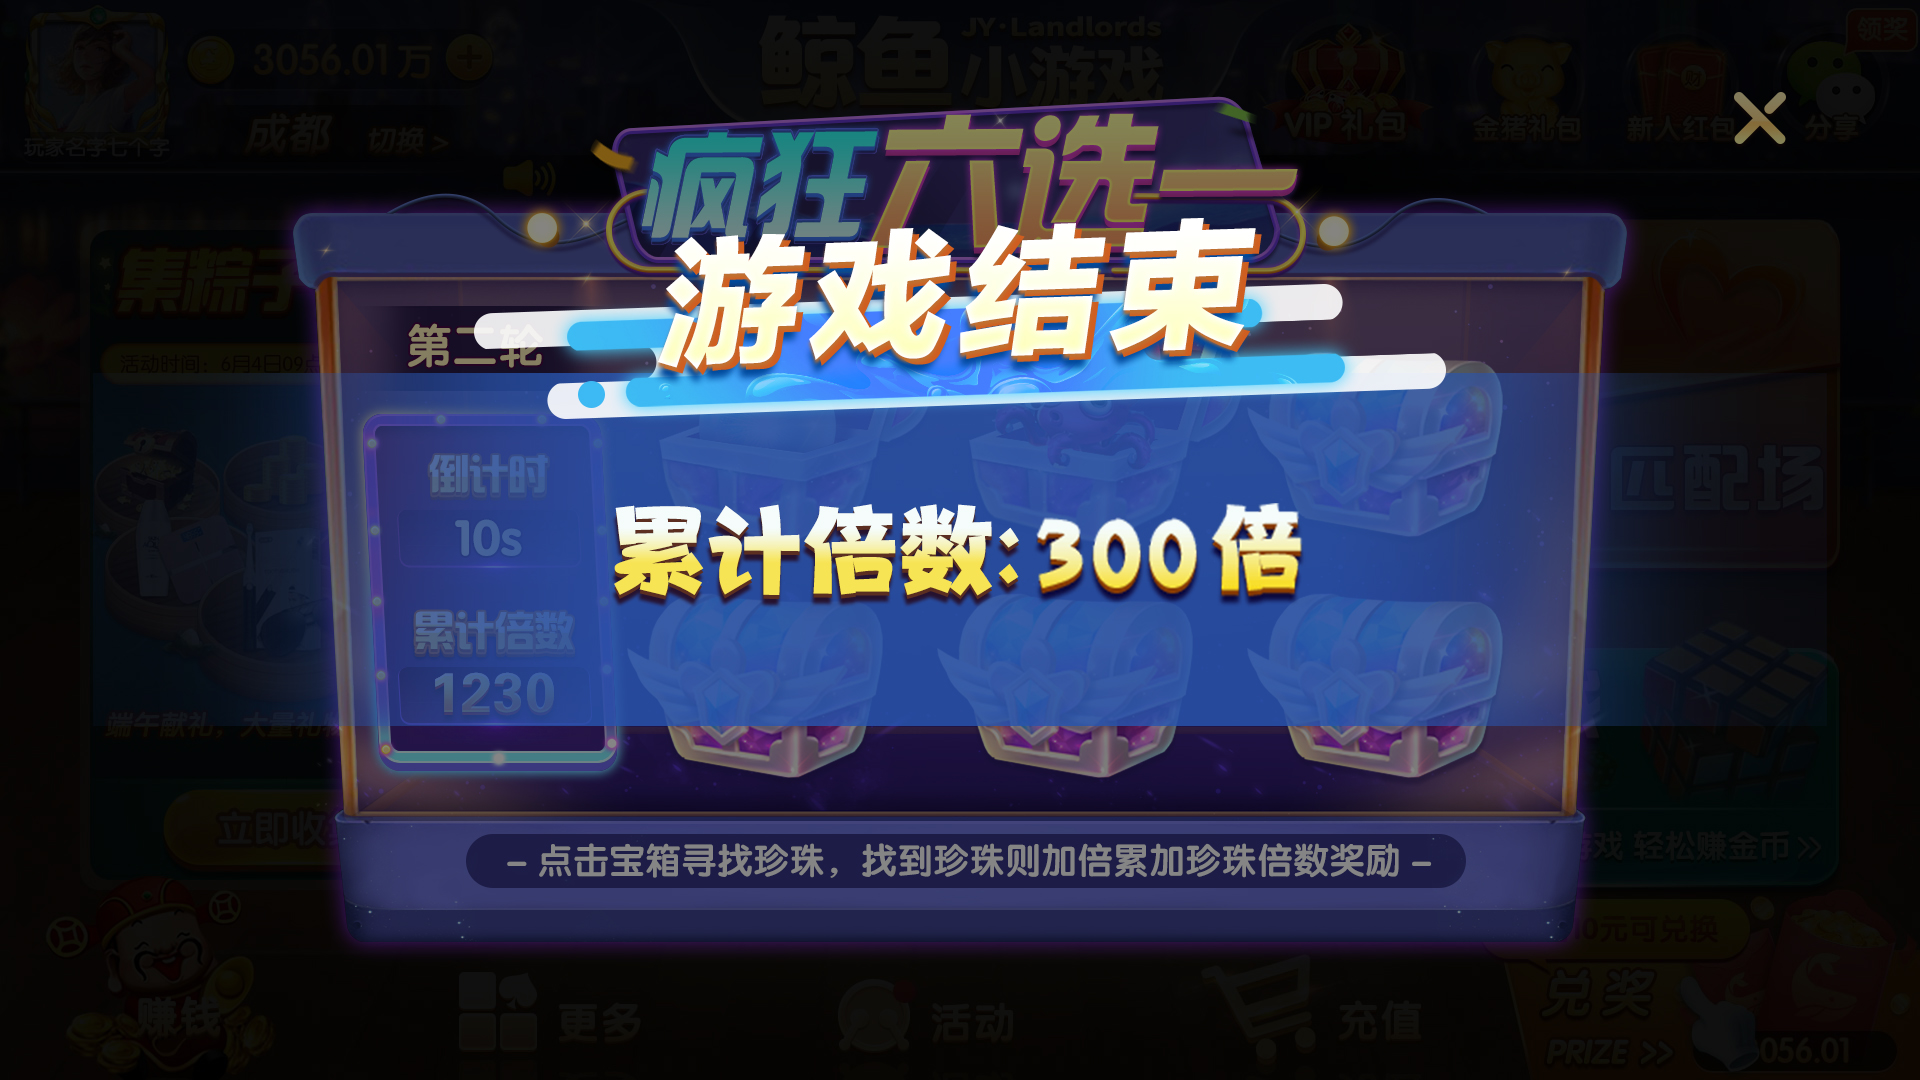 3056.01万
成都 切换 >
玩家名字七个字
鲸鱼
JY·Landlords
小游戏
VIP 礼包
金猪礼包
新人红包
分享
领奖
疯狂六选一
游戏结束
集粽子
活动时间：6月4日09点
第二轮
倒计时
10s
累计倍数
1230
累计倍数:300倍
匹配场
端午献礼，大量礼
立即收
– 点击宝箱寻找珍珠，找到珍珠则加倍累加珍珠倍数奖励 –
戏 轻松赚金币 >>
赚钱
更多
活动
充值
0元可兑换
兑奖
PRIZE >>
056.01